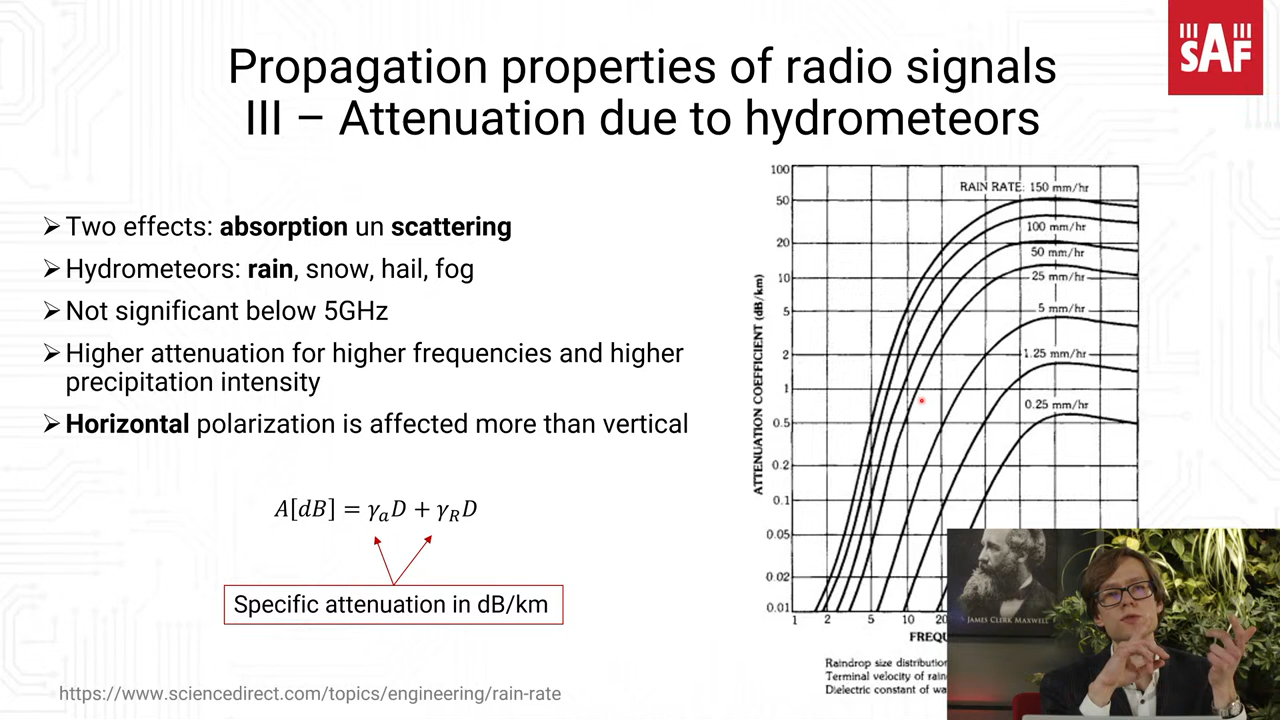 SAF
Propagation properties of radio signals
III – Attenuation due to hydrometeors
Two effects: absorption un scattering
Hydrometeors: rain, snow, hail, fog
Not significant below 5GHz
Higher attenuation for higher frequencies and higher
precipitation intensity
Horizontal polarization is affected more than vertical
A[dB] = γₐD + γ_R D
Specific attenuation in dB/km
https://www.sciencedirect.com/topics/engineering/rain-rate
ATTENUATION COEFFICIENT (dB/km)
100
50
20
10
5
2
1
0.5
0.2
0.1
0.05
0.02
0.01
RAIN RATE: 150 mm/hr
100 mm/hr
50 mm/hr
25 mm/hr
5 mm/hr
1.25 mm/hr
0.25 mm/hr
1 2 5 10 20
FREQU
Raindrop size distribution
Terminal velocity of rain
Dielectric constant of wa
JAMES CLERK MAXWELL